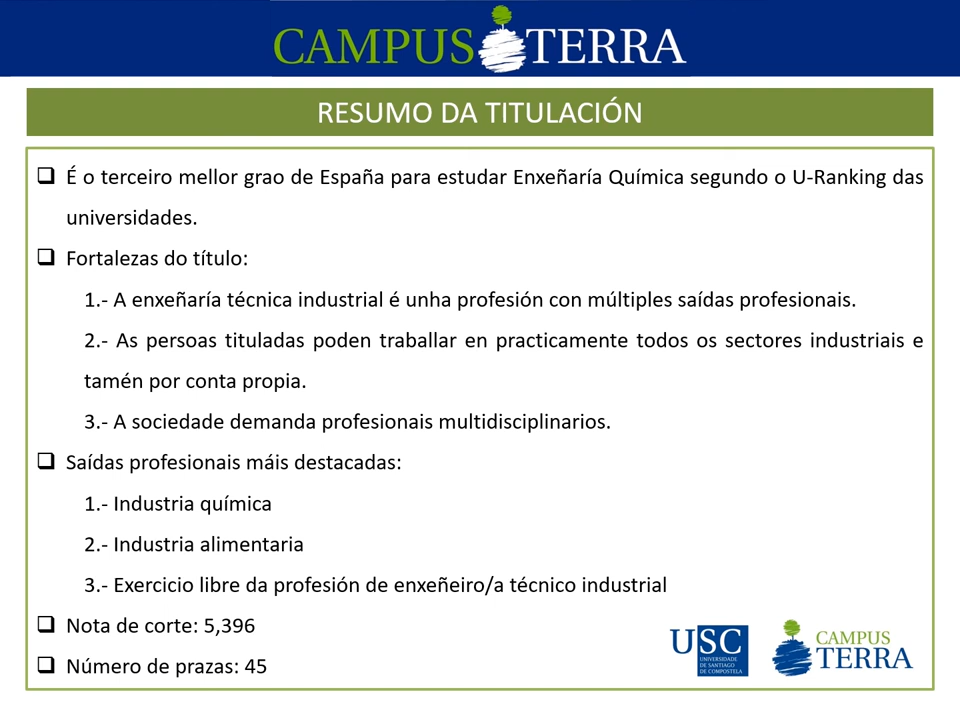 CAMPUS TERRA
RESUMO DA TITULACIÓN
É o terceiro mellor grao de España para estudar Enxeñaría Química segundo o U-Ranking das
universidades.
Fortalezas do título:
1.- A enxeñaría técnica industrial é unha profesión con múltiples saídas profesionais.
2.- As persoas tituladas poden traballar en practicamente todos os sectores industriais e
tamén por conta propia.
3.- A sociedade demanda profesionais multidisciplinarios.
Saídas profesionais máis destacadas:
1.- Industria química
2.- Industria alimentaria
3.- Exercicio libre da profesión de enxeñeiro/a técnico industrial
Nota de corte: 5,396
Número de prazas: 45
USC
UNIVERSIDADE
DE SANTIAGO
DE COMPOSTELA
CAMPUS
TERRA